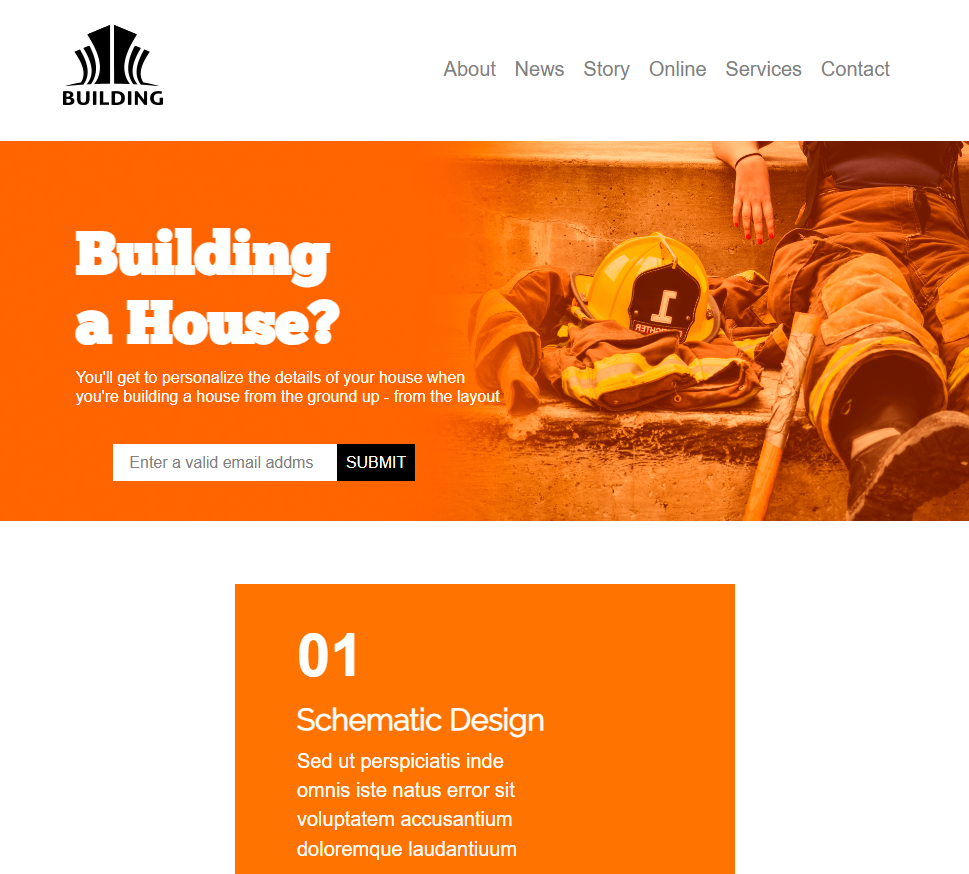 BUILDING
About News Story Online Services Contact
Building
a House?
You'll get to personalize the details of your house when
you're building a house from the ground up - from the layout
1
Enter a valid email addms SUBMIT
01
Schematic Design
Sed ut perspiciatis inde
omnis iste natus error sit
voluptatem accusantium
doloremque laudantiuum